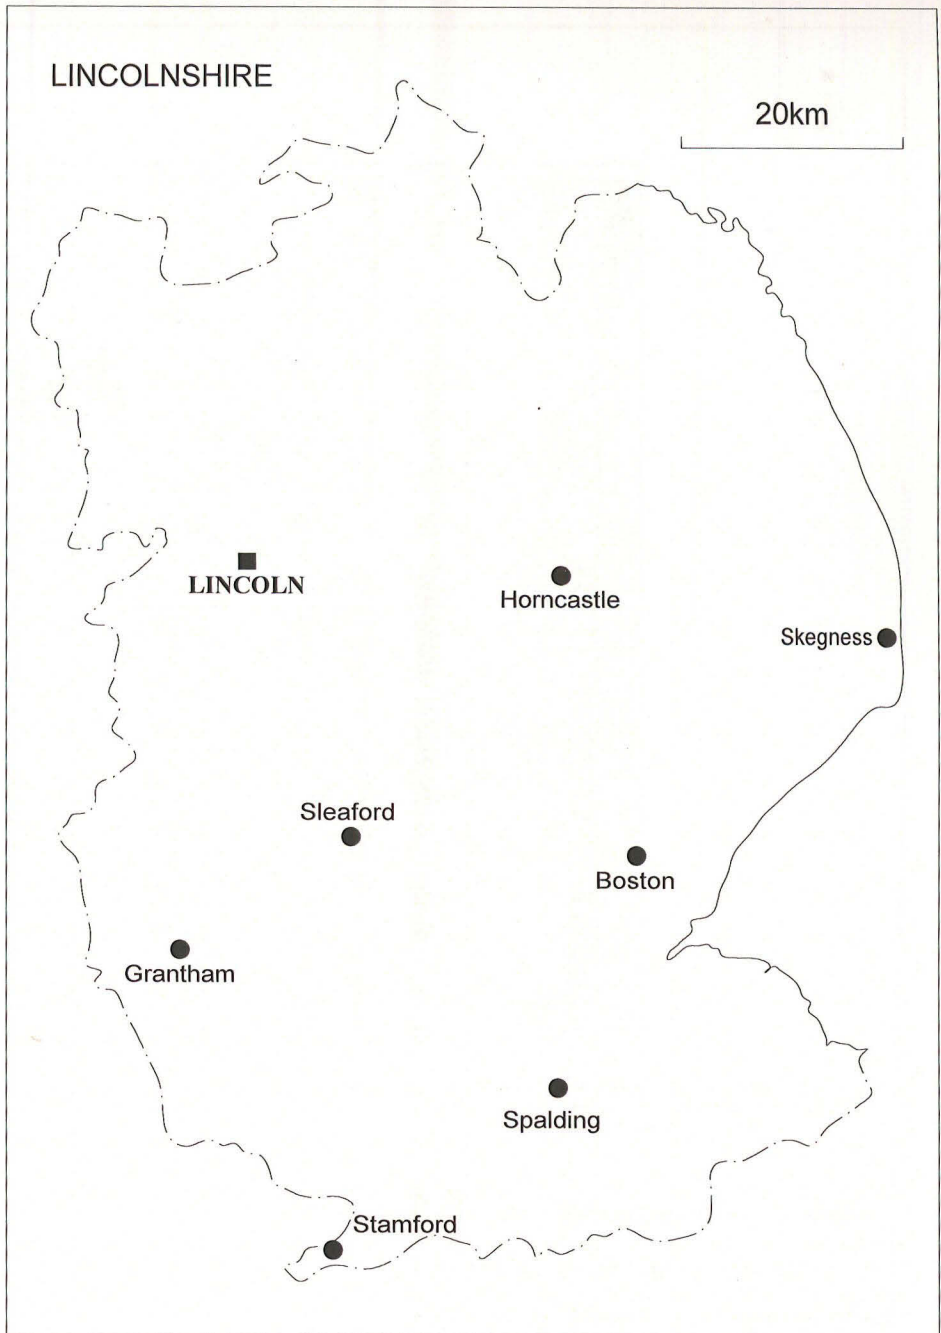 LINCOLNSHIRE
20km
LINCOLN
Horncastle
Skegness
Sleaford
Boston
Grantham
Spalding
Stamford